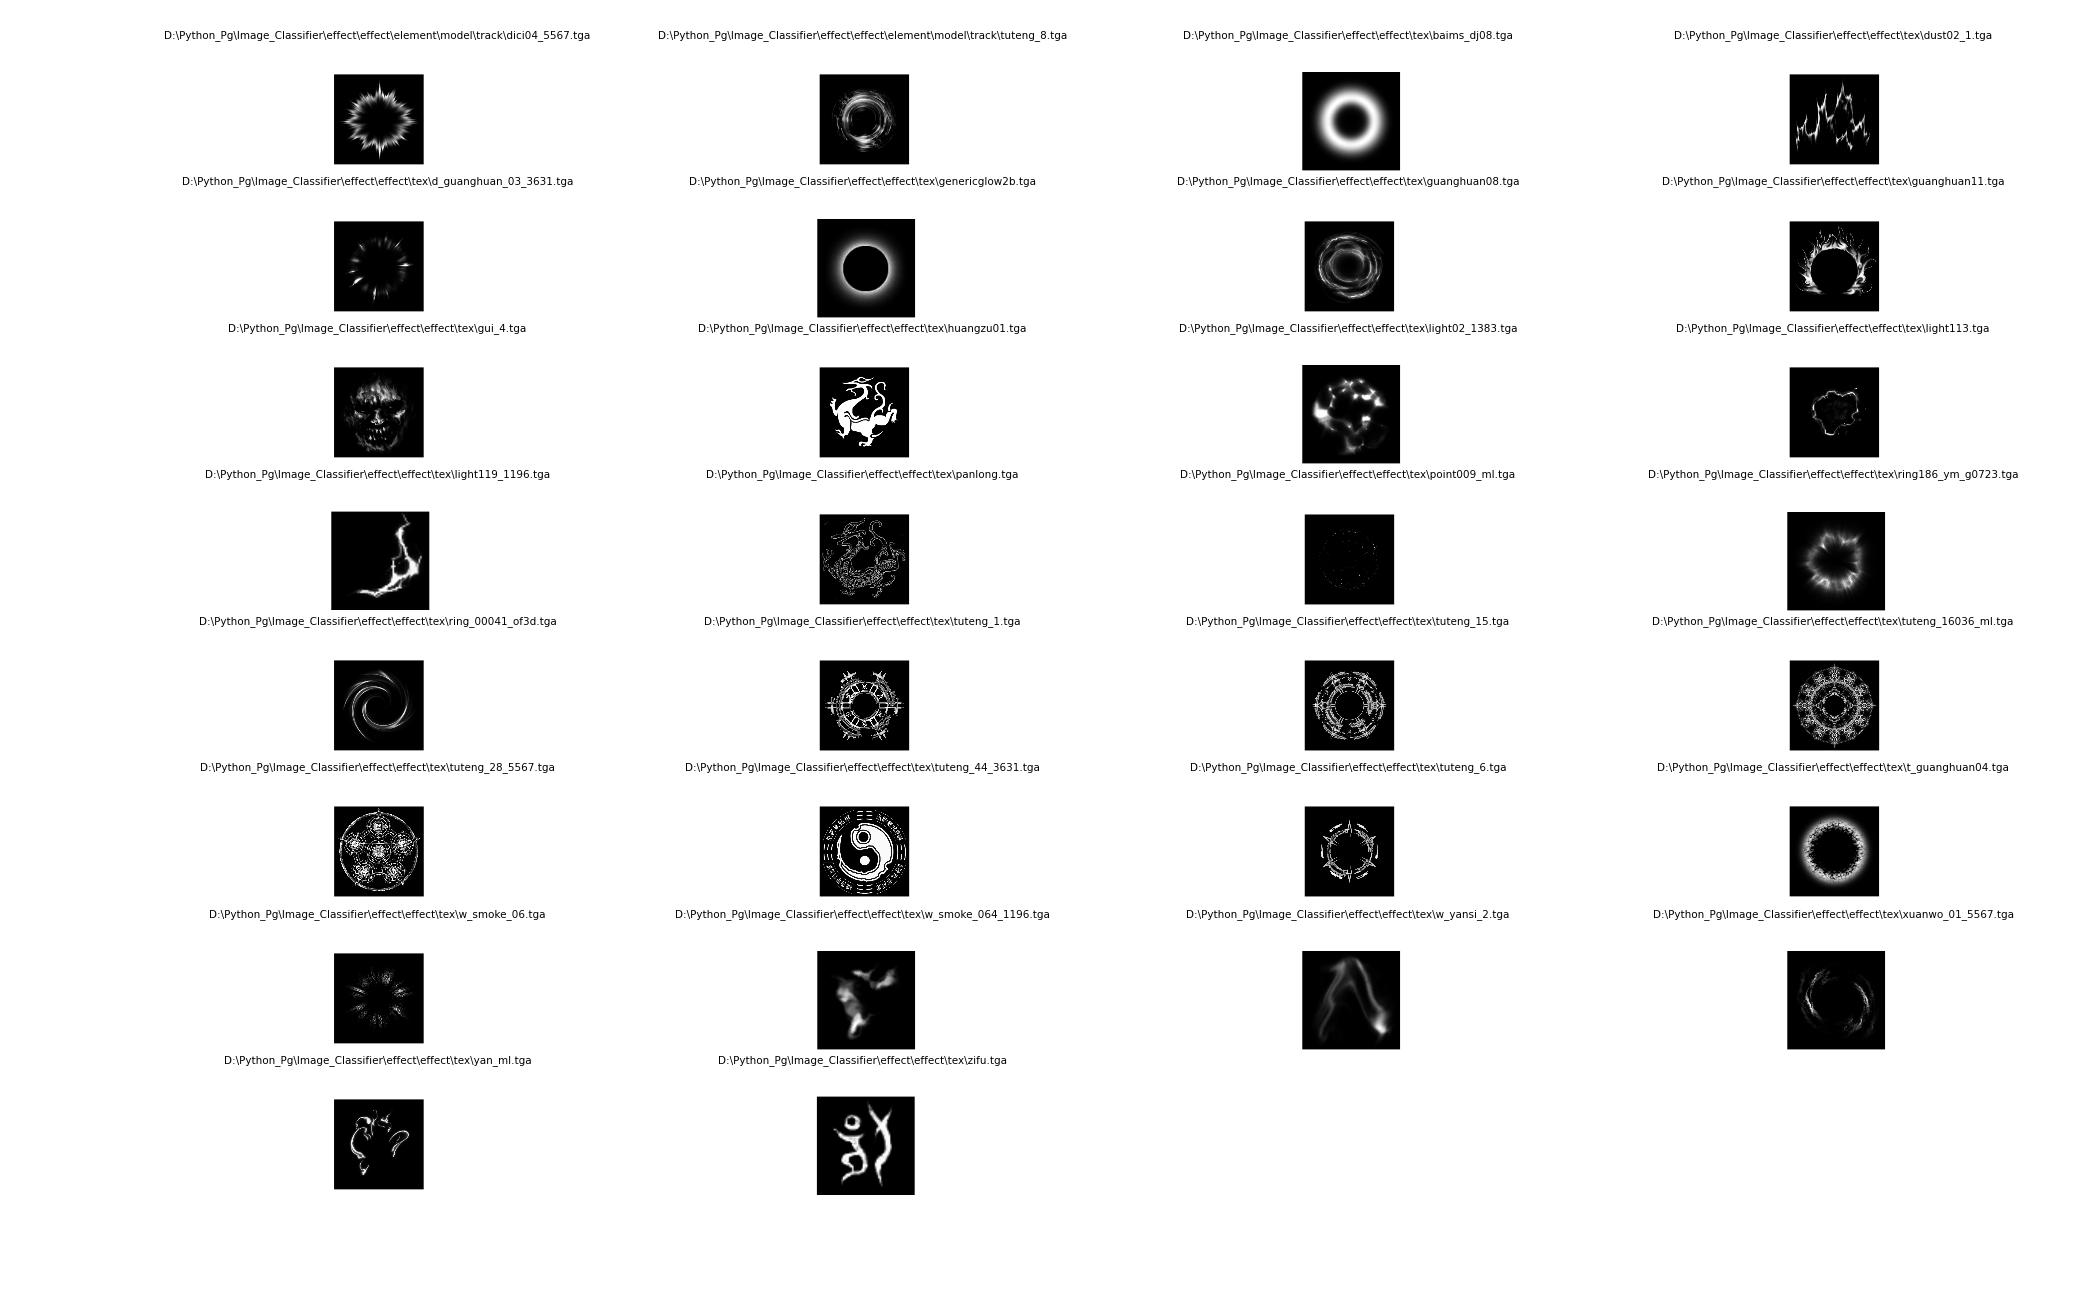 D:\Python_Pg\Image_Classifier\effect\effect\element\model\track\dici04_5567.tga
D:\Python_Pg\Image_Classifier\effect\effect\element\model\track\tuteng_8.tga
D:\Python_Pg\Image_Classifier\effect\effect\tex\baims_dj08.tga
D:\Python_Pg\Image_Classifier\effect\effect\tex\dust02_1.tga
D:\Python_Pg\Image_Classifier\effect\effect\tex\d_guanghuan_03_3631.tga
D:\Python_Pg\Image_Classifier\effect\effect\tex\genericglow2b.tga
D:\Python_Pg\Image_Classifier\effect\effect\tex\guanghuan08.tga
D:\Python_Pg\Image_Classifier\effect\effect\tex\guanghuan11.tga
D:\Python_Pg\Image_Classifier\effect\effect\tex\gui_4.tga
D:\Python_Pg\Image_Classifier\effect\effect\tex\huangzu01.tga
D:\Python_Pg\Image_Classifier\effect\effect\tex\light02_1383.tga
D:\Python_Pg\Image_Classifier\effect\effect\tex\light113.tga
D:\Python_Pg\Image_Classifier\effect\effect\tex\light119_1196.tga
D:\Python_Pg\Image_Classifier\effect\effect\tex\panlong.tga
D:\Python_Pg\Image_Classifier\effect\effect\tex\point009_ml.tga
D:\Python_Pg\Image_Classifier\effect\effect\tex\ring186_ym_g0723.tga
D:\Python_Pg\Image_Classifier\effect\effect\tex\ring_00041_of3d.tga
D:\Python_Pg\Image_Classifier\effect\effect\tex\tuteng_1.tga
D:\Python_Pg\Image_Classifier\effect\effect\tex\tuteng_15.tga
D:\Python_Pg\Image_Classifier\effect\effect\tex\tuteng_16036_ml.tga
D:\Python_Pg\Image_Classifier\effect\effect\tex\tuteng_28_5567.tga
D:\Python_Pg\Image_Classifier\effect\effect\tex\tuteng_44_3631.tga
D:\Python_Pg\Image_Classifier\effect\effect\tex\tuteng_6.tga
D:\Python_Pg\Image_Classifier\effect\effect\tex\t_guanghuan04.tga
D:\Python_Pg\Image_Classifier\effect\effect\tex\w_smoke_06.tga
D:\Python_Pg\Image_Classifier\effect\effect\tex\w_smoke_064_1196.tga
D:\Python_Pg\Image_Classifier\effect\effect\tex\w_yansi_2.tga
D:\Python_Pg\Image_Classifier\effect\effect\tex\xuanwo_01_5567.tga
D:\Python_Pg\Image_Classifier\effect\effect\tex\yan_ml.tga
D:\Python_Pg\Image_Classifier\effect\effect\tex\zifu.tga